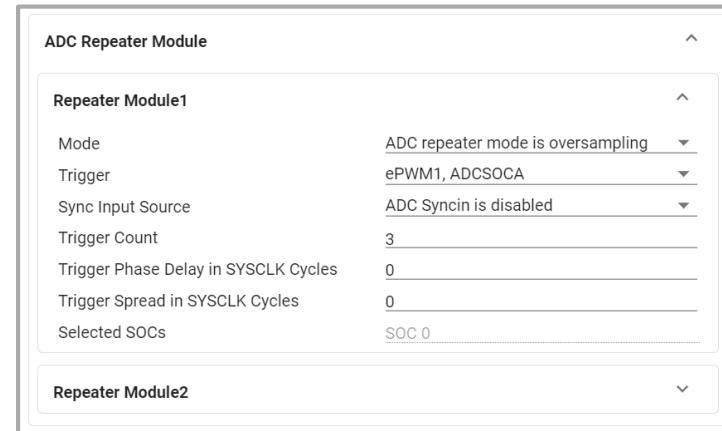 ADC Repeater Module
Repeater Module1
Mode ADC repeater mode is oversampling
Trigger ePWM1, ADCSOCA
Sync Input Source ADC Syncin is disabled
Trigger Count 3
Trigger Phase Delay in SYSCLK Cycles 0
Trigger Spread in SYSCLK Cycles 0
Selected SOCs SOC 0
Repeater Module2